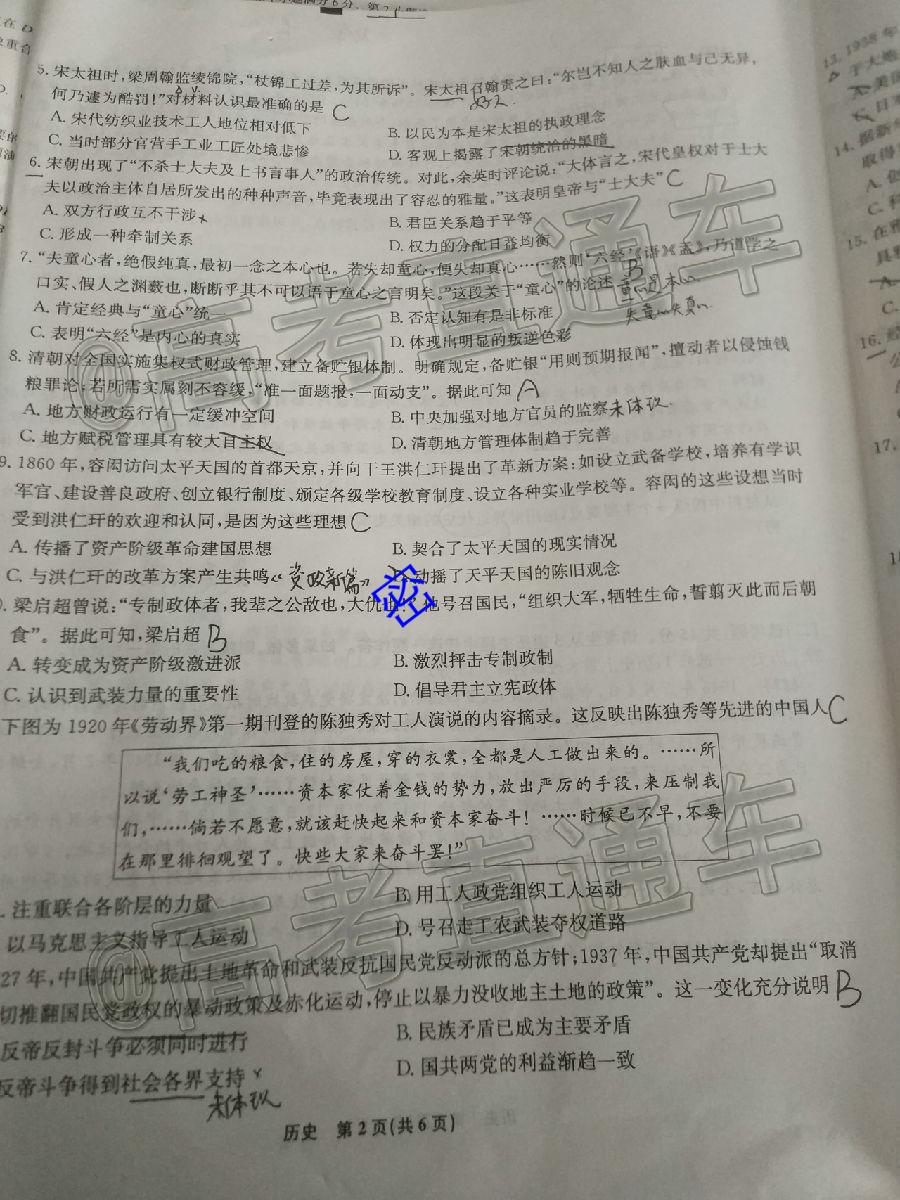 5. 宋太祖时，梁周翰监绫锦院，“杖锦工过差，为其所诉”。宋太祖召翰责之曰：“尔岂不知人之肤血与己无异，
何乃遽为酷罚！”对材料认识最准确的是 C
A. 宋代纺织业技术工人地位相对低下 B. 以民为本是宋太祖的执政理念
C. 当时部分官营手工业工匠处境悲惨 D. 客观上揭露了宋朝统治的黑暗
6. 宋朝出现了“不杀士大夫及上书言事人”的政治传统。对此，余英时评论说：“大体言之，宋代皇权对于士大
夫以政治主体自居所发出的种种声音，毕竟表现出了容忍的雅量。”这表明皇帝与“士大夫” C
A. 双方行政互不干涉 B. 君臣关系趋于平等
C. 形成一种牵制关系 D. 权力的分配日益均衡
7. “夫童心者，绝假纯真，最初一念之本心也。若失却童心，便失却真心……然则‘六经’《语》《孟》，乃道学之
口实、假人之渊薮也，断断乎其不可以语于童心之言明矣。”这段关于“童心”的论述 B
A. 肯定经典与“童心”统一 B. 否定认知有是非标准
C. 表明“六经”是内心的真实 D. 体现出明显的叛逆色彩
8. 清朝对全国实施集权式财政管理，建立备贮银体制。明确规定，备贮银“用则预期报闻”，擅动者以侵蚀钱
粮罪论；若所需实属刻不容缓，“准一面题报，一面动支”。据此可知 A
A. 地方财政运行有一定缓冲空间 B. 中央加强对地方官员的监察 未体现
C. 地方赋税管理具有较大自主权 D. 清朝地方管理体制趋于完善
9. 1860年，容闳访问太平天国的首都天京，并向干王洪仁玕提出了革新方案：如设立武备学校，培养有学识
军官、建设善良政府、创立银行制度、颁定各级学校教育制度、设立各种实业学校等。容闳的这些设想当时
受到洪仁玕的欢迎和认同，是因为这些理想 C
A. 传播了资产阶级革命建国思想 B. 契合了太平天国的现实情况
C. 与洪仁玕的改革方案产生共鸣 D. 动摇了天平天国的陈旧观念
密
梁启超曾说：“专制政体者，我辈之公敌也，大仇也！”他号召国民，“组织大军，牺牲生命，誓翦灭此而后朝
食”。据此可知，梁启超 B
A. 转变成为资产阶级激进派 B. 激烈抨击专制政制
C. 认识到武装力量的重要性 D. 倡导君主立宪政体
下图为1920年《劳动界》第一期刊登的陈独秀对工人演说的内容摘录。这反映出陈独秀等先进的中国人 C
“我们吃的粮食，住的房屋，穿的衣裳，全都是人工做出来的。……所
以说‘劳工神圣’……资本家仗着金钱的势力，放出严厉的手段，来压制我
们，……倘若不愿意，就该赶快起来和资本家奋斗！……时候已不早，不要
在那里徘徊观望了。快些大家来奋斗罢！”
注重联合各阶层的力量 B. 用工人政党组织工人运动
以马克思主义指导工人运动 D. 号召走工农武装夺权道路
27年，中国共产党提出土地革命和武装反抗国民党反动派的总方针；1937年，中国共产党却提出“取消
切推翻国民党政权的暴动政策及赤化运动，停止以暴力没收地主土地的政策”。这一变化充分说明 B
反帝反封斗争必须同时进行 B. 民族矛盾已成为主要矛盾
反帝斗争得到社会各界支持 D. 国共两党的利益渐趋一致
未体现
历史 第2页(共6页)
@高考直通车
@高考直通车
13. 1938年
14.
15.
16.
17.